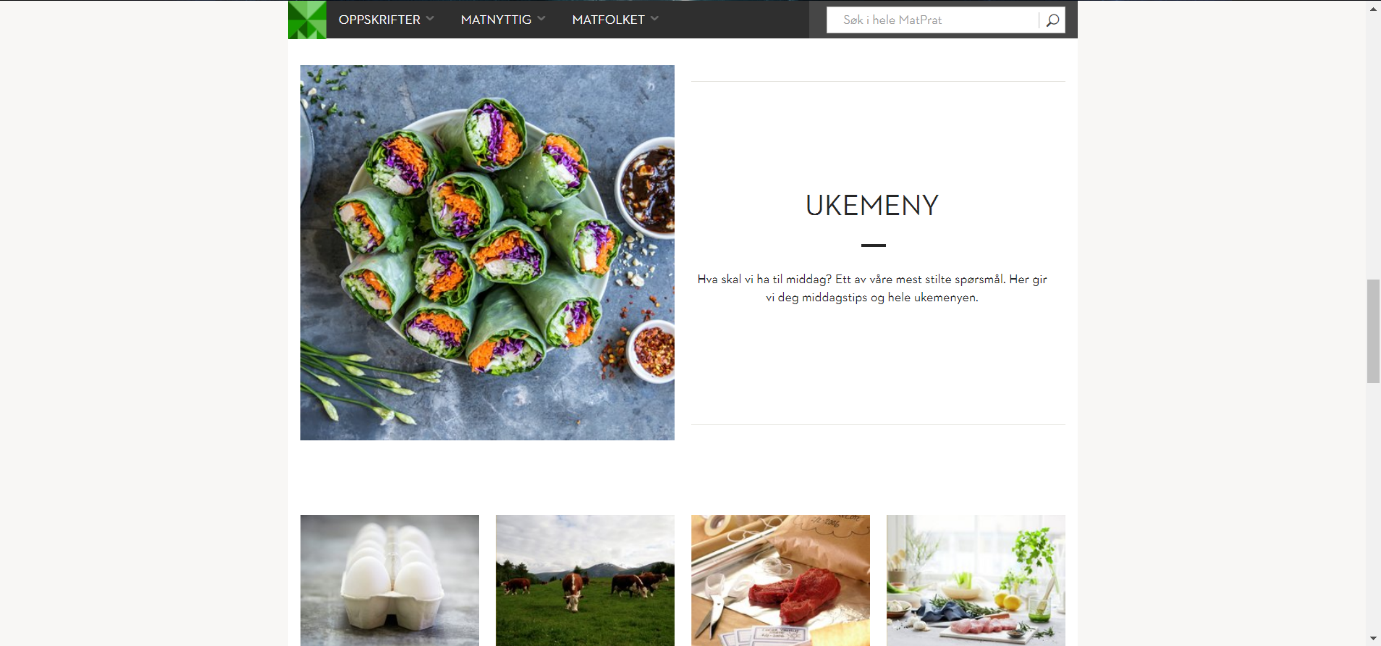 OPPSKRIFTER
MATNYTTIG
MATFOLKET
Søk i hele MatPrat
UKEMENY
Hva skal vi ha til middag? Ett av våre mest stilte spørsmål. Her gir
vi deg middagstips og hele ukemenyen.